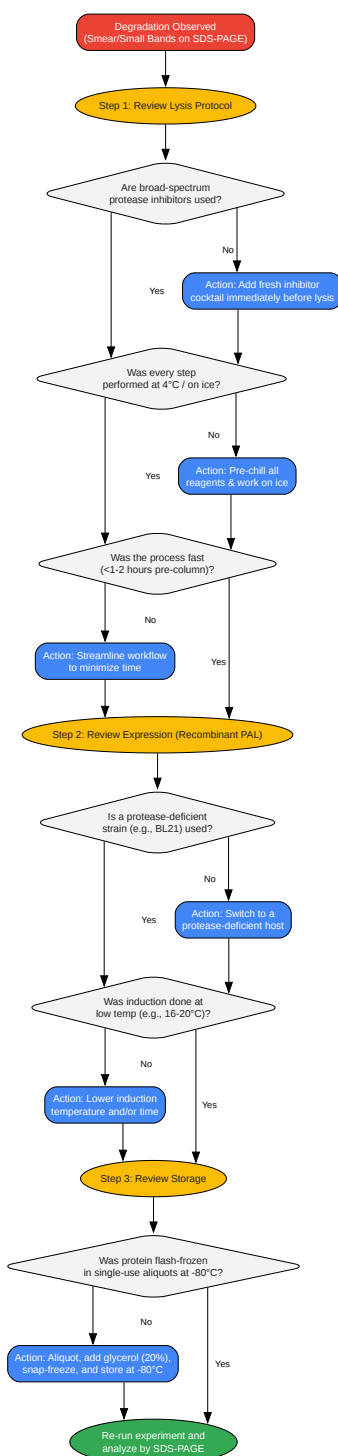 Degradation Observed
(Smear/Small Bands on SDS-PAGE)
Step 1: Review Lysis Protocol
Are broad-spectrum
protease inhibitors used?
No
Yes
Action: Add fresh inhibitor
cocktail immediately before lysis
Was every step
performed at 4°C / on ice?
No
Yes
Action: Pre-chill all
reagents & work on ice
Was the process fast
(<1-2 hours pre-column)?
No
Action: Streamline workflow
to minimize time
Yes
Step 2: Review Expression (Recombinant PAL)
Is a protease-deficient
strain (e.g., BL21) used?
No
Yes
Action: Switch to a
protease-deficient host
Was induction done at
low temp (e.g., 16-20°C)?
No
Action: Lower induction
temperature and/or time
Yes
Step 3: Review Storage
Was protein flash-frozen
in single-use aliquots at -80°C?
No
Action: Aliquot, add glycerol (20%),
snap-freeze, and store at -80°C
Yes
Re-run experiment and
analyze by SDS-PAGE